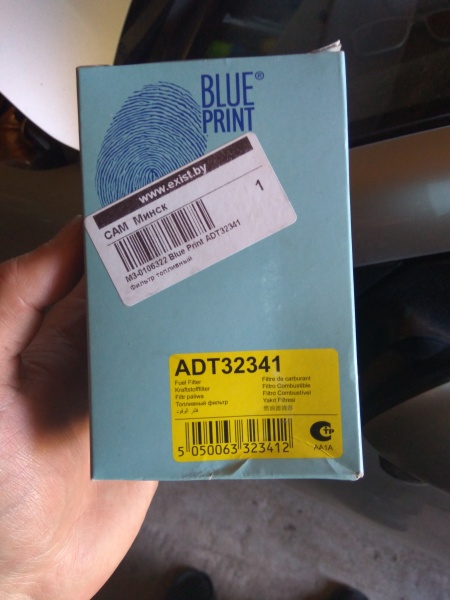 BLUE®
PRINT
www.exist.by
САМ Минск
1
M3-0106322 Blue Print ADT32341
Фильтр топливный
ADT32341
Fuel Filter
Kraftstofffilter
Filtr paliwa
Топливный фильтр
Filtre de carburant
Filtro Combustible
Filtro Combustível
Yakıt Filtresi
5 050063 323412
AA1A